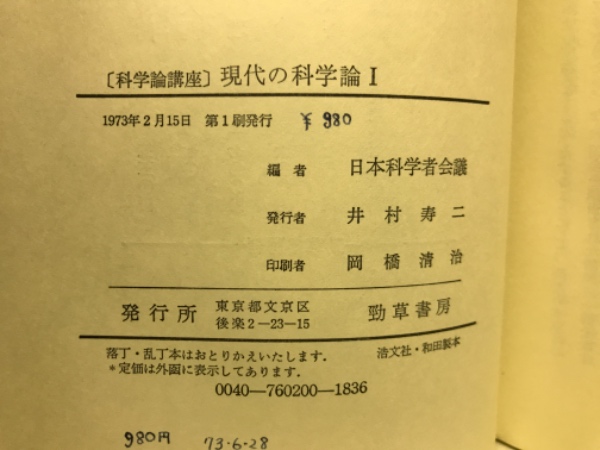 〔科学論講座〕 現代の科学論 I
1973年2月15日 第1刷発行 ¥980
編者 日本科学者会議
発行者 井村寿二
印刷者 岡橋清治
発行所 東京都文京区後楽2―23―15 勁草書房
落丁・乱丁本はおとりかえいたします. 浩文社・和田製本
*定価は外函に表示してあります.
0040―760200―1836
980円 73・6・28